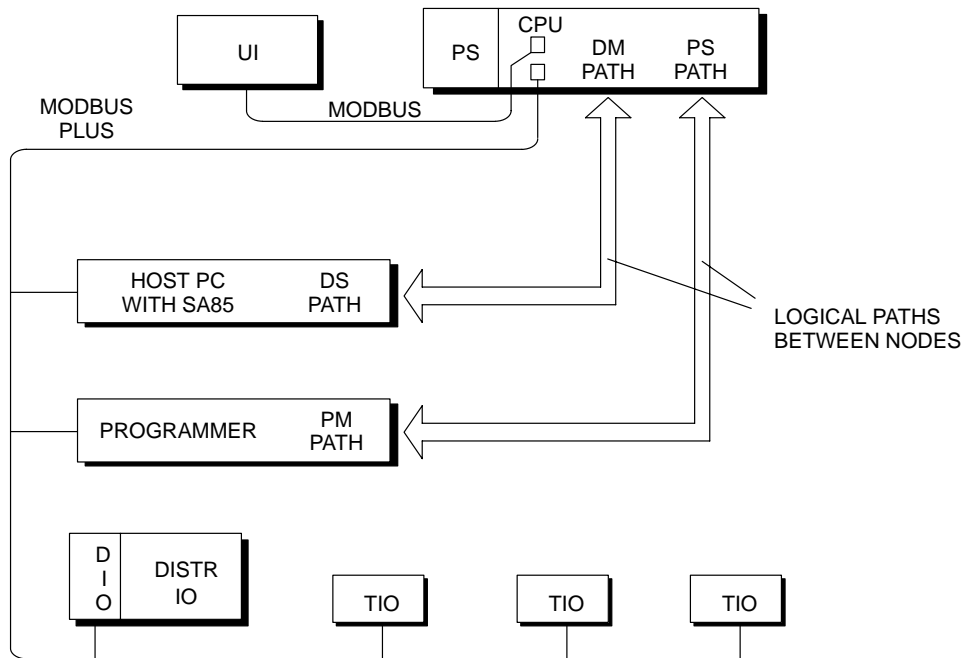 UI
PS
CPU
DM
PATH
PS
PATH
MODBUS
PLUS
MODBUS
HOST PC
WITH SA85
DS
PATH
LOGICAL PATHS
BETWEEN NODES
PROGRAMMER
PM
PATH
D
I
O
DISTR
IO
TIO
TIO
TIO